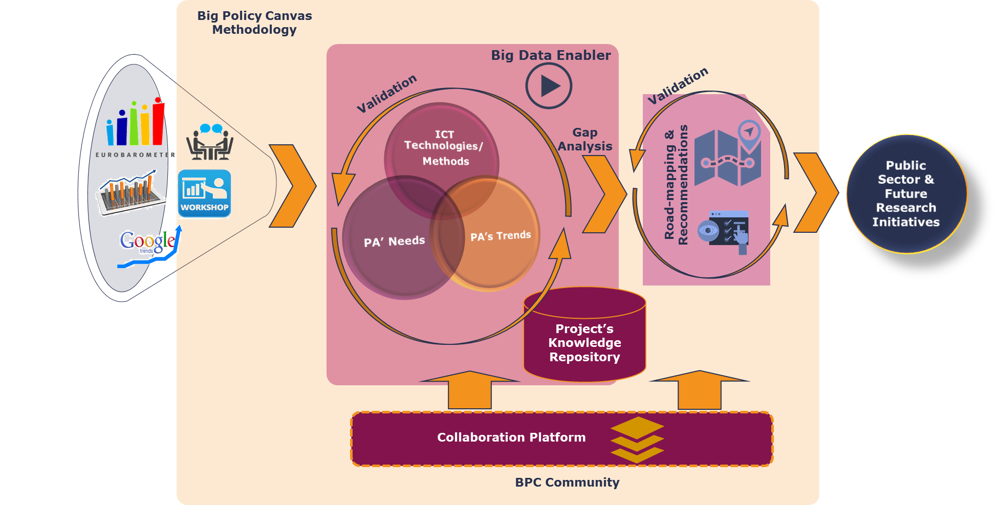 Big Policy Canvas
Methodology
Big Data Enabler
Validation
Validation
EUROBAROMETER
WORKSHOP
Google
trends
ICT
Technologies/
Methods
PA’ Needs
PA’s Trends
Gap
Analysis
Road-mapping &
Recommendations
Public
Sector &
Future
Research
Initiatives
Project’s
Knowledge
Repository
Collaboration Platform
BPC Community